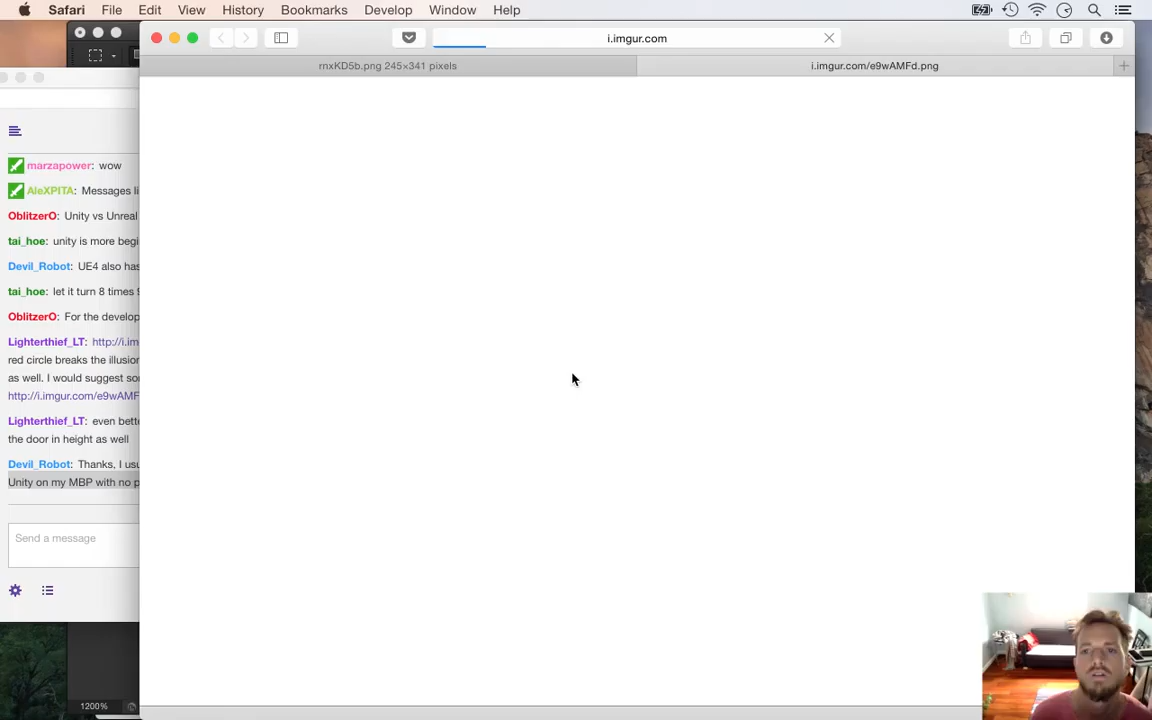 Safari File Edit View History Bookmarks Develop Window Help
i.imgur.com
rnxKD5b.png 245×341 pixels
i.imgur.com/e9wAMFd.png
marzapower: wow
AleXPITA: Messages li
OblitzerO: Unity vs Unreal
tai_hoe: unity is more begi
Devil_Robot: UE4 also has
tai_hoe: let it turn 8 times
OblitzerO: For the develop
Lighterthief_LT: http://i.im
red circle breaks the illusion
as well. I would suggest so
http://i.imgur.com/e9wAMF
Lighterthief_LT: even bette
the door in height as well
Devil_Robot: Thanks, I usu
Unity on my MBP with no p
Send a message
1200%